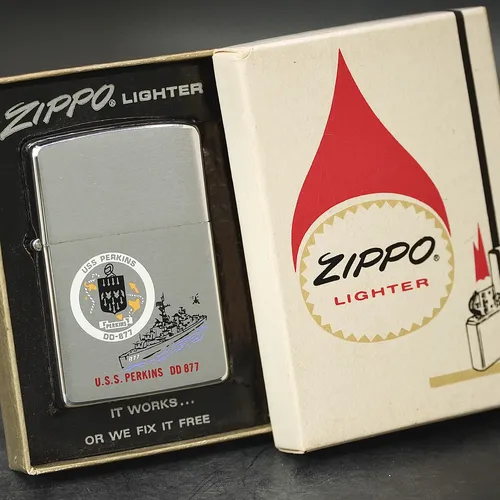 ZIPPO® LIGHTER
USS PERKINS
PERKINS
DD-877
877
U.S.S. PERKINS DD 877
IT WORKS...
OR WE FIX IT FREE
ZIPPO®
LIGHTER